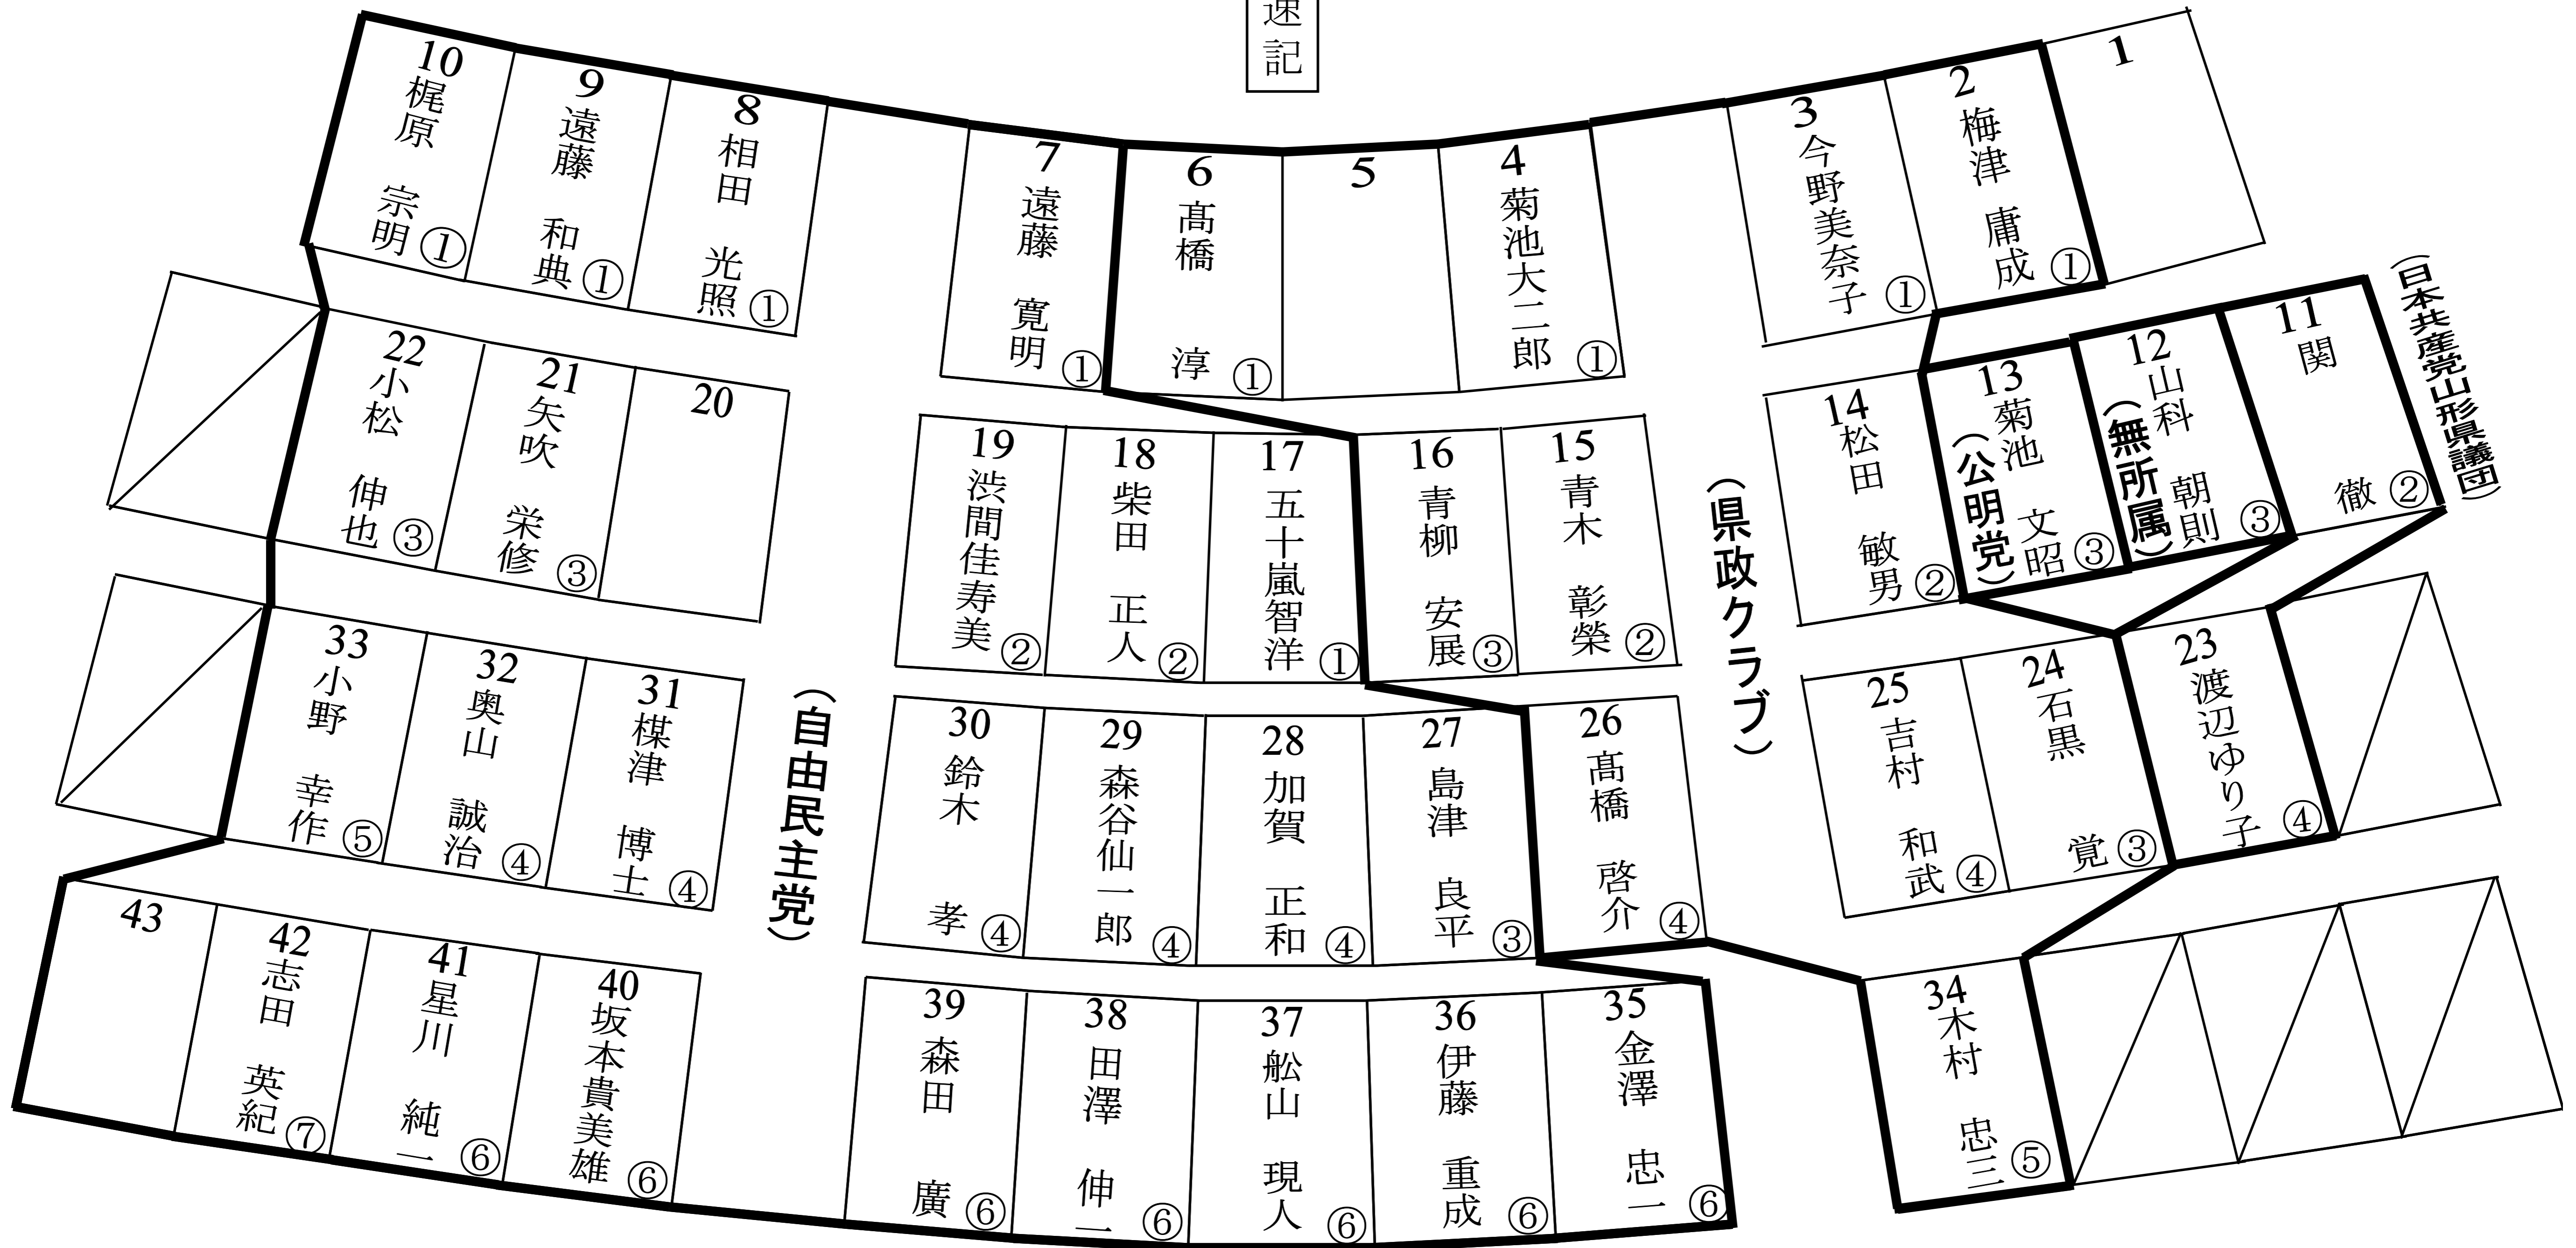 速記
1
2 梅津 庸成 ①
3 今野美奈子 ①
4 菊池大二郎 ①
5
6 髙橋 淳 ①
7 遠藤 寛明 ①
8 相田 光照 ①
9 遠藤 和典 ①
10 梶原 宗明 ①
(日本共産党山形県議団)
11 関 徹 ②
12 山科 朝則 ③
(無所属)
13 菊池 文昭 ③
(公明党)
14 松田 敏男 ②
(県政クラブ)
15 青木 彰榮 ②
16 青柳 安展 ③
17 五十嵐智洋 ①
18 柴田 正人 ②
19 渋間佳寿美 ②
20
21 矢吹 栄修 ③
22 小松 伸也 ③
23 渡辺ゆり子 ④
24 石黒 覚 ③
25 吉村 和武 ④
26 髙橋 啓介 ④
27 島津 良平 ③
28 加賀 正和 ④
29 森谷仙一郎 ④
30 鈴木 孝 ④
(自由民主党)
31 楳津 博士 ④
32 奥山 誠治 ④
33 小野 幸作 ⑤
34 木村 忠三 ⑤
35 金澤 忠一 ⑥
36 伊藤 重成 ⑥
37 舩山 現人 ⑥
38 田澤 伸一 ⑥
39 森田 廣 ⑥
40 坂本貴美雄 ⑥
41 星川 純一 ⑥
42 志田 英紀 ⑦
43